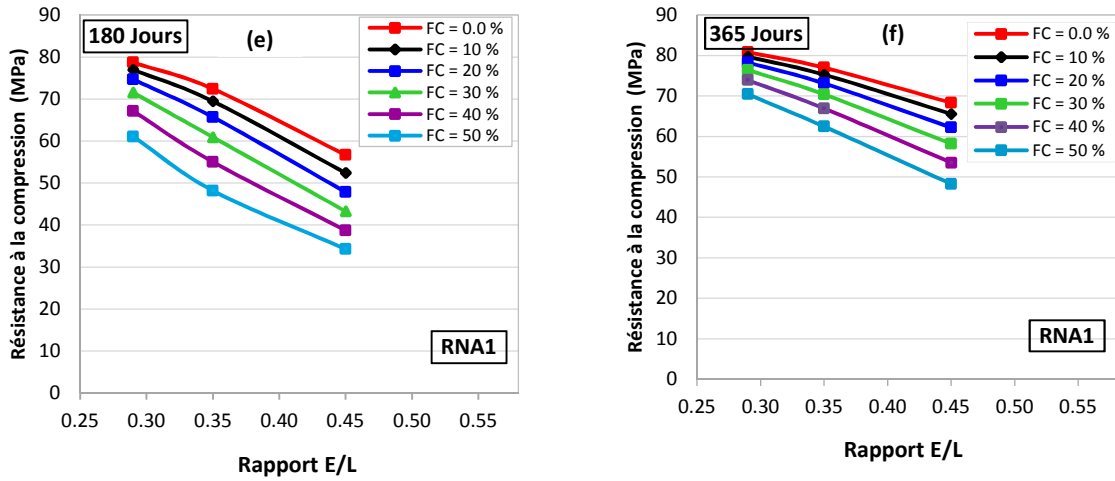 Résistance à la compression (MPa)
90
80
70
60
50
40
30
20
10
0
180 Jours
(e)
FC = 0.0 %
FC = 10 %
FC = 20 %
FC = 30 %
FC = 40 %
FC = 50 %
RNA1
0.25 0.30 0.35 0.40 0.45 0.50 0.55
Rapport E/L
Résistance à la compression (MPa)
90
80
70
60
50
40
30
20
10
0
365 Jours
(f)
FC = 0.0 %
FC = 10 %
FC = 20 %
FC = 30 %
FC = 40 %
FC = 50 %
RNA1
0.25 0.30 0.35 0.40 0.45 0.50 0.55
Rapport E/L